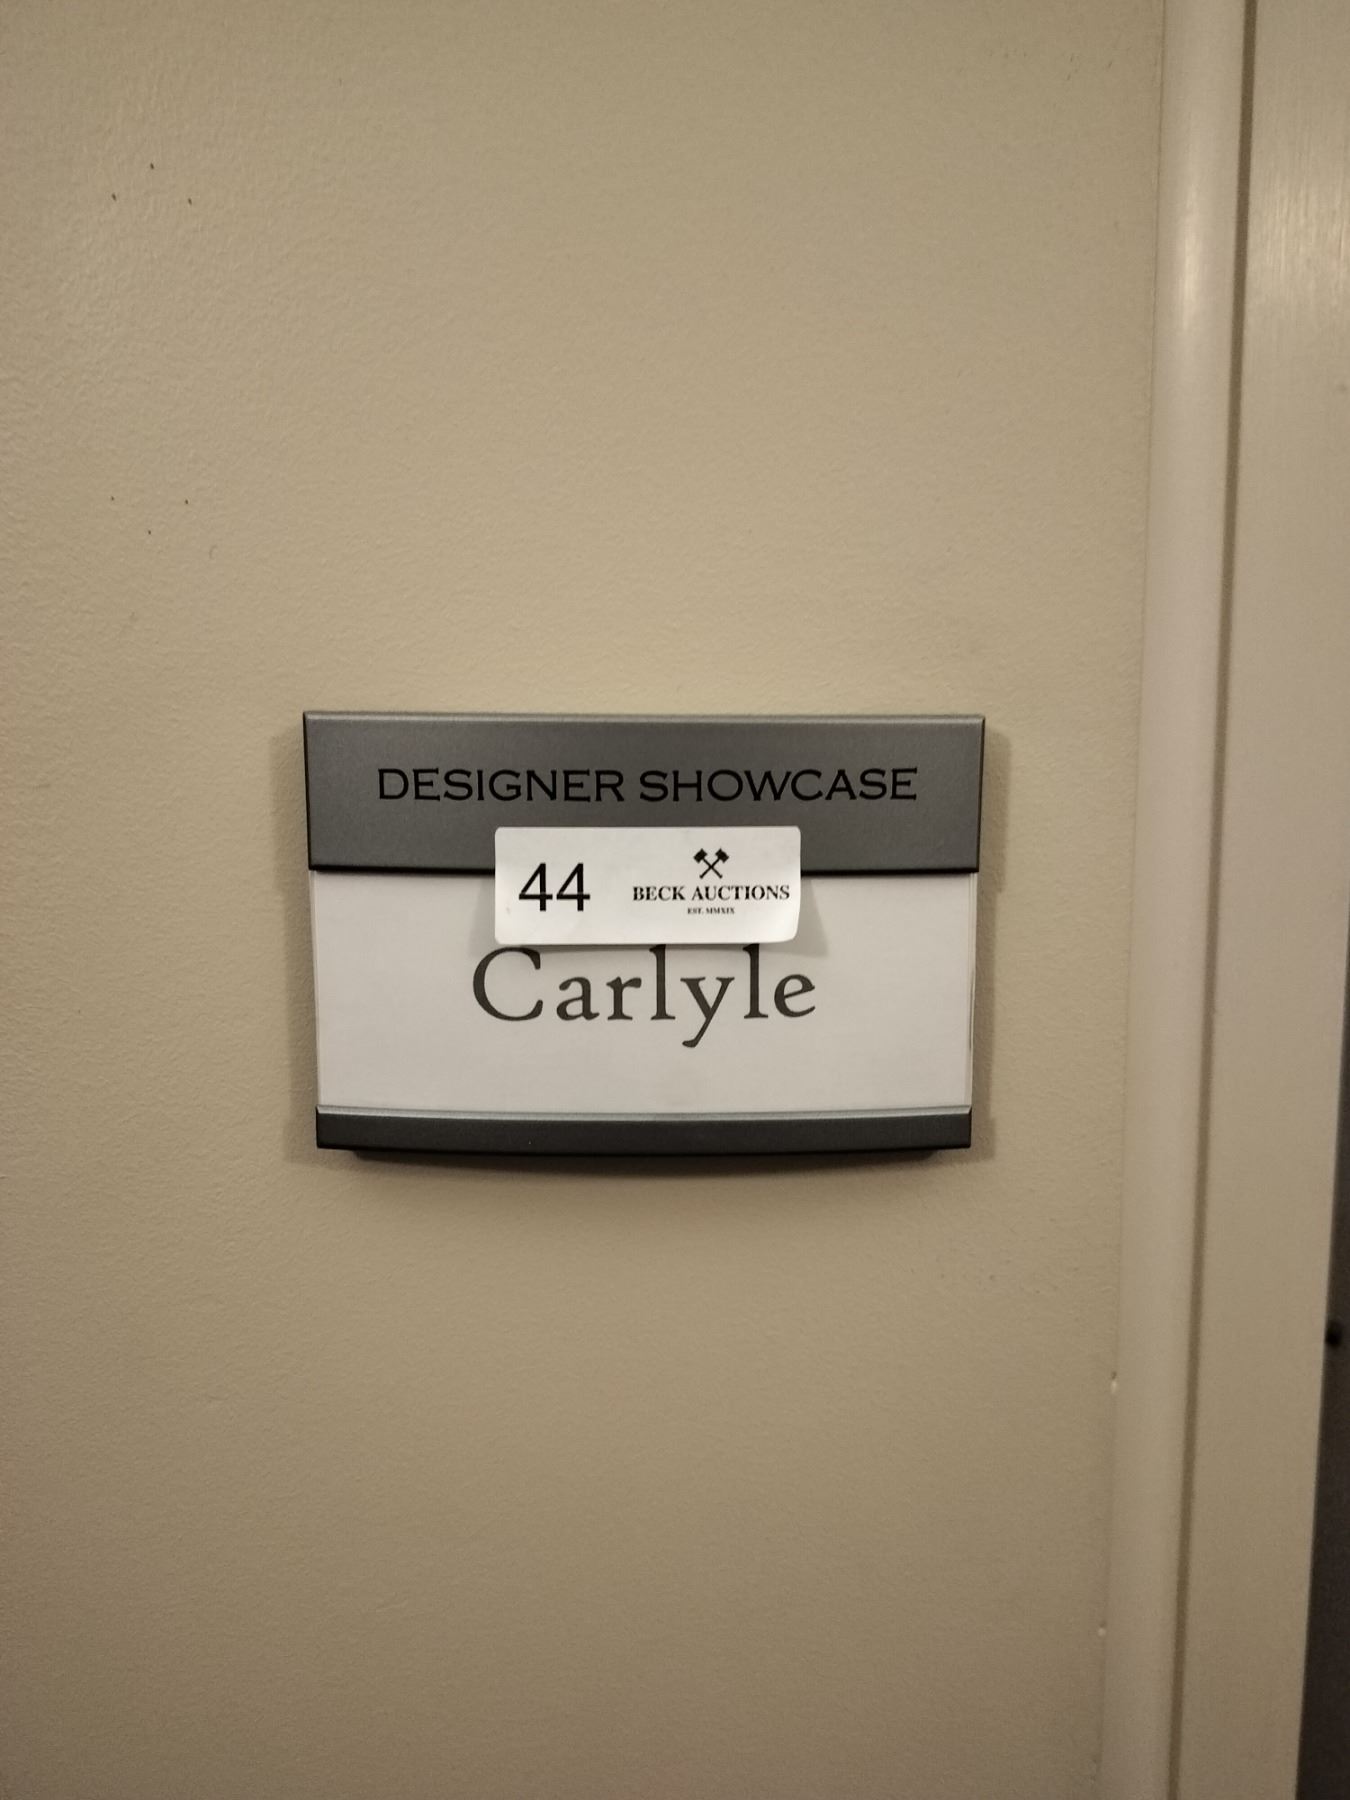 DESIGNER SHOWCASE
44
BECK AUCTIONS
EST. MMXIX
Carlyle